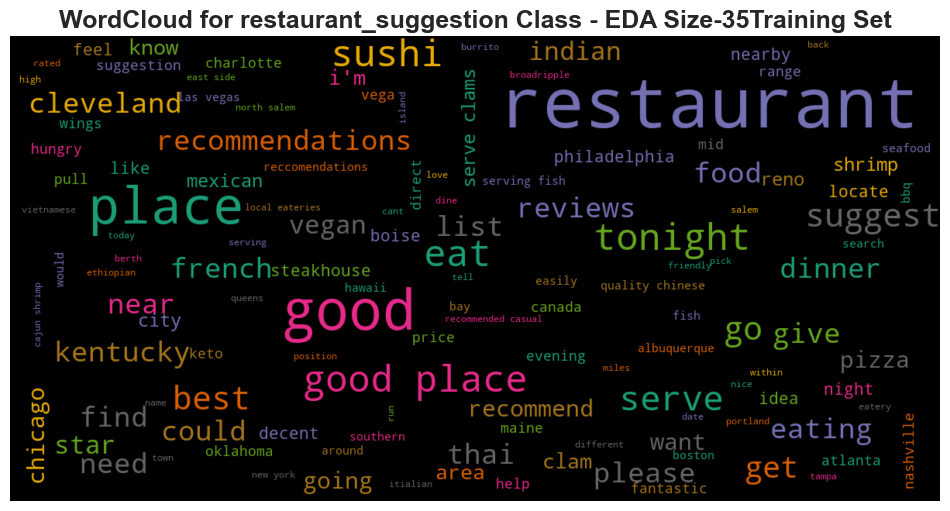 WordCloud for restaurant_suggestion Class - EDA Size-35Training Set
feel
know
sushi
burrito
indian
nearby
back
rated
suggestion
charlotte
i'm
range
high
east side
broadripple
cleveland
las vegas
vega
island
serve clams
restaurant
wings
north salem
hungry
recommendations
mid
seafood
pull
like
reccomendations
direct
love
philadelphia
food
reno
shrimp
mexican
serving fish
locate
bbq
vietnamese
place
local eateries
cant
dine
reviews
salem
suggest
today
vegan
boise
list
tonight
search
would
berth
serving
eat
ethiopian
french
steakhouse
tell
friendly
pick
dinner
cajun shrimp
queens
hawaii
easily
quality chinese
near
good
bay
canada
city
recommended casual
fish
go
give
price
kentucky
keto
position
evening
albuquerque
miles
within
pizza
good place
nice
chicago
best
name
serve
idea
night
find
run
recommend
date
eatery
could
decent
maine
portland
eating
nashville
star
oklahoma
southern
different
want
need
town
around
thai
clam
boston
atlanta
new york
itialian
area
please
get
tampa
going
help
fantastic